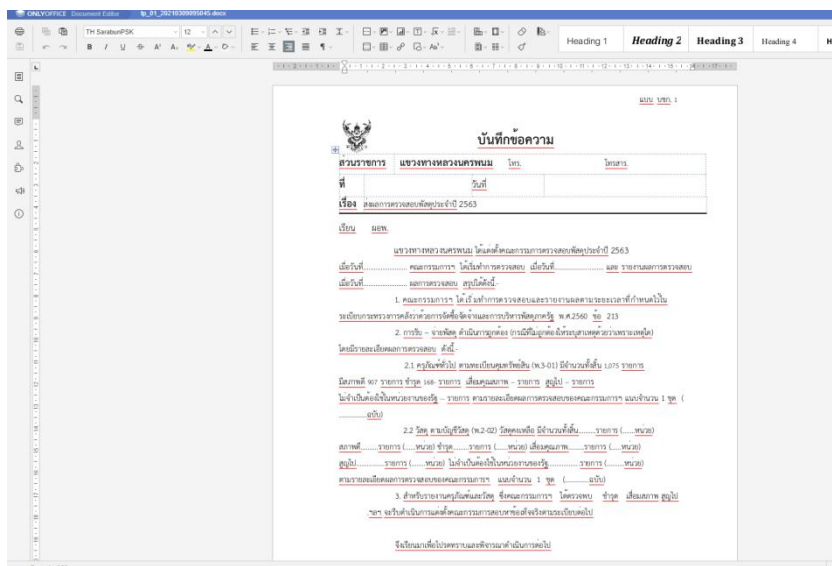 ONLYOFFICE Document Editor tp_01_20210309095045.docx
TH SarabunPSK 12
Heading 1 Heading 2 Heading 3 Heading 4
แบบ บชก. 1
บันทึกข้อความ
ส่วนราชการ แขวงทางหลวงนครพนม โทร. โทรสาร.
ที่ วันที่
เรื่อง ส่งผลการตรวจสอบพัสดุประจำปี 2563
เรียน ผอพ.
แขวงทางหลวงนครพนม ได้แต่งตั้งคณะกรรมการตรวจสอบพัสดุประจำปี 2563
เมื่อวันที่.................... คณะกรรมการฯ ได้เริ่มทำการตรวจสอบ เมื่อวันที่........................ และ รายงานผลการตรวจสอบ
เมื่อวันที่.................... ผลการตรวจสอบ สรุปได้ดังนี้.-
1. คณะกรรมการฯ ได้เริ่มทำการตรวจสอบและรายงานผลตามระยะเวลาที่กำหนดไว้ใน
ระเบียบกระทรวงการคลังว่าด้วยการจัดซื้อจัดจ้างและการบริหารพัสดุภาครัฐ พ.ศ.2560 ข้อ 213
2. การรับ – จ่ายพัสดุ ดำเนินการถูกต้อง (กรณีที่ไม่ถูกต้องให้ระบุสาเหตุด้วยว่าเพราะเหตุใด)
โดยมีรายละเอียดผลการตรวจสอบ ดังนี้.-
2.1 ครุภัณฑ์ทั่วไป ตามทะเบียนคุมทรัพย์สิน (พ.3-01) มีจำนวนทั้งสิ้น 1,075 รายการ
มีสภาพดี 907 รายการ ชำรุด 168- รายการ เสื่อมคุณสภาพ – รายการ สูญไป – รายการ
ไม่จำเป็นต้องใช้ในหน่วยงานของรัฐ – รายการ ตามรายละเอียดผลการตรวจสอบของคณะกรรมการฯ แนบจำนวน 1 ชุด (
..............ฉบับ)
2.2 วัสดุ ตามบัญชีวัสดุ (พ.2-02) วัสดุคงเหลือ มีจำนวนทั้งสิ้น.........รายการ (.......หน่วย)
สภาพดี.........รายการ (......หน่วย) ชำรุด........รายการ (......หน่วย) เสื่อมคุณภาพ.........รายการ (......หน่วย)
สูญไป...............รายการ (.......หน่วย) ไม่จำเป็นต้องใช้ในหน่วยงานของรัฐ................รายการ (........หน่วย)
ตามรายละเอียดผลการตรวจสอบของคณะกรรมการฯ แนบจำนวน 1 ชุด (...........ฉบับ)
3. สำหรับรายงานครุภัณฑ์และวัสดุ ซึ่งคณะกรรมการฯ ได้ตรวจพบ ชำรุด เสื่อมสภาพ สูญไป
ฯลฯ จะรีบดำเนินการแต่งตั้งคณะกรรมการสอบหาข้อเท็จจริงตามระเบียบต่อไป
จึงเรียนมาเพื่อโปรดทราบและพิจารณาดำเนินการต่อไป